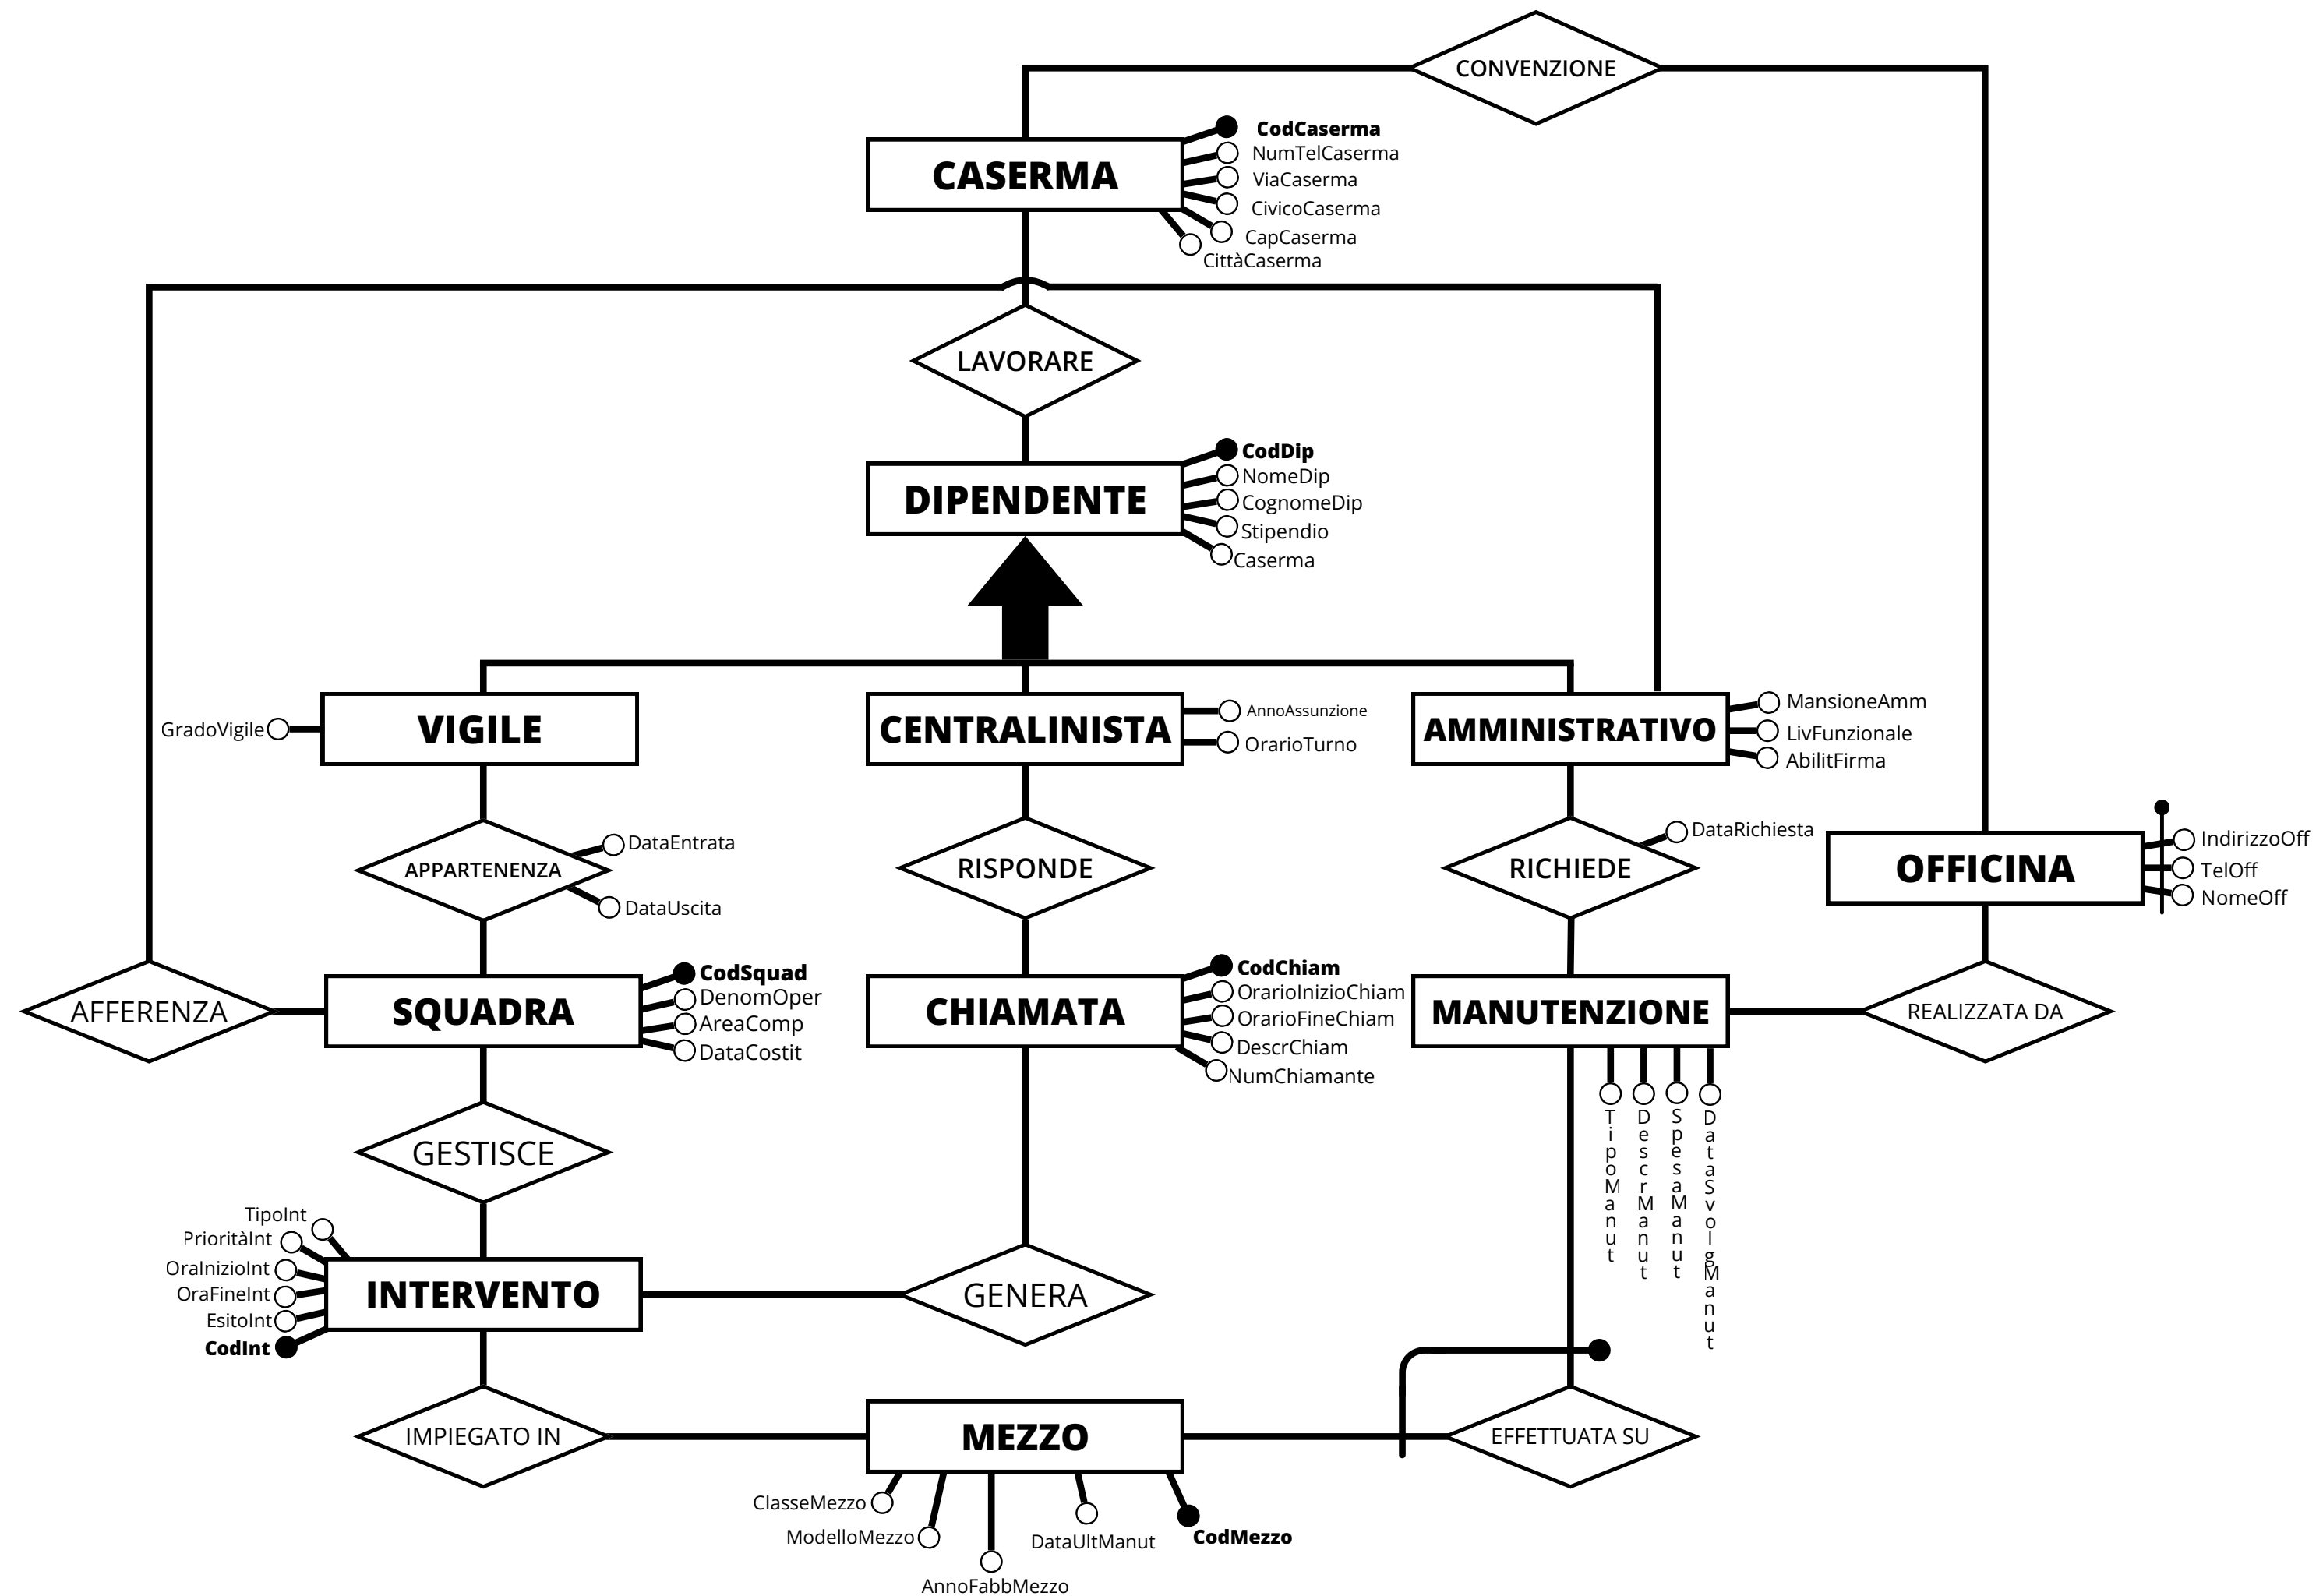 CONVENZIONE
CASERMA
CodCaserma
NumTelCaserma
ViaCaserma
CivicoCaserma
CapCaserma
CittàCaserma
LAVORARE
DIPENDENTE
CodDip
NomeDip
CognomeDip
Stipendio
Caserma
GradoVigile
VIGILE
CENTRALINISTA
AnnoAssunzione
OrarioTurno
AMMINISTRATIVO
MansioneAmm
LivFunzionale
AbilitFirma
APPARTENENZA
DataEntrata
DataUscita
RISPONDE
RICHIEDE
DataRichiesta
OFFICINA
IndirizzoOff
TelOff
NomeOff
AFFERENZA
SQUADRA
CodSquad
DenomOper
AreaComp
DataCostit
CHIAMATA
CodChiam
OrarioInizioChiam
OrarioFineChiam
DescrChiam
NumChiamante
MANUTENZIONE
REALIZZATA DA
TipoManut
DescrManut
SpesaManut
DataSvolgManut
GESTISCE
TipoInt
PrioritàInt
OraInizioInt
OraFineInt
EsitoInt
CodInt
INTERVENTO
GENERA
IMPIEGATO IN
MEZZO
EFFETTUATA SU
ClasseMezzo
ModelloMezzo
AnnoFabbMezzo
DataUltManut
CodMezzo